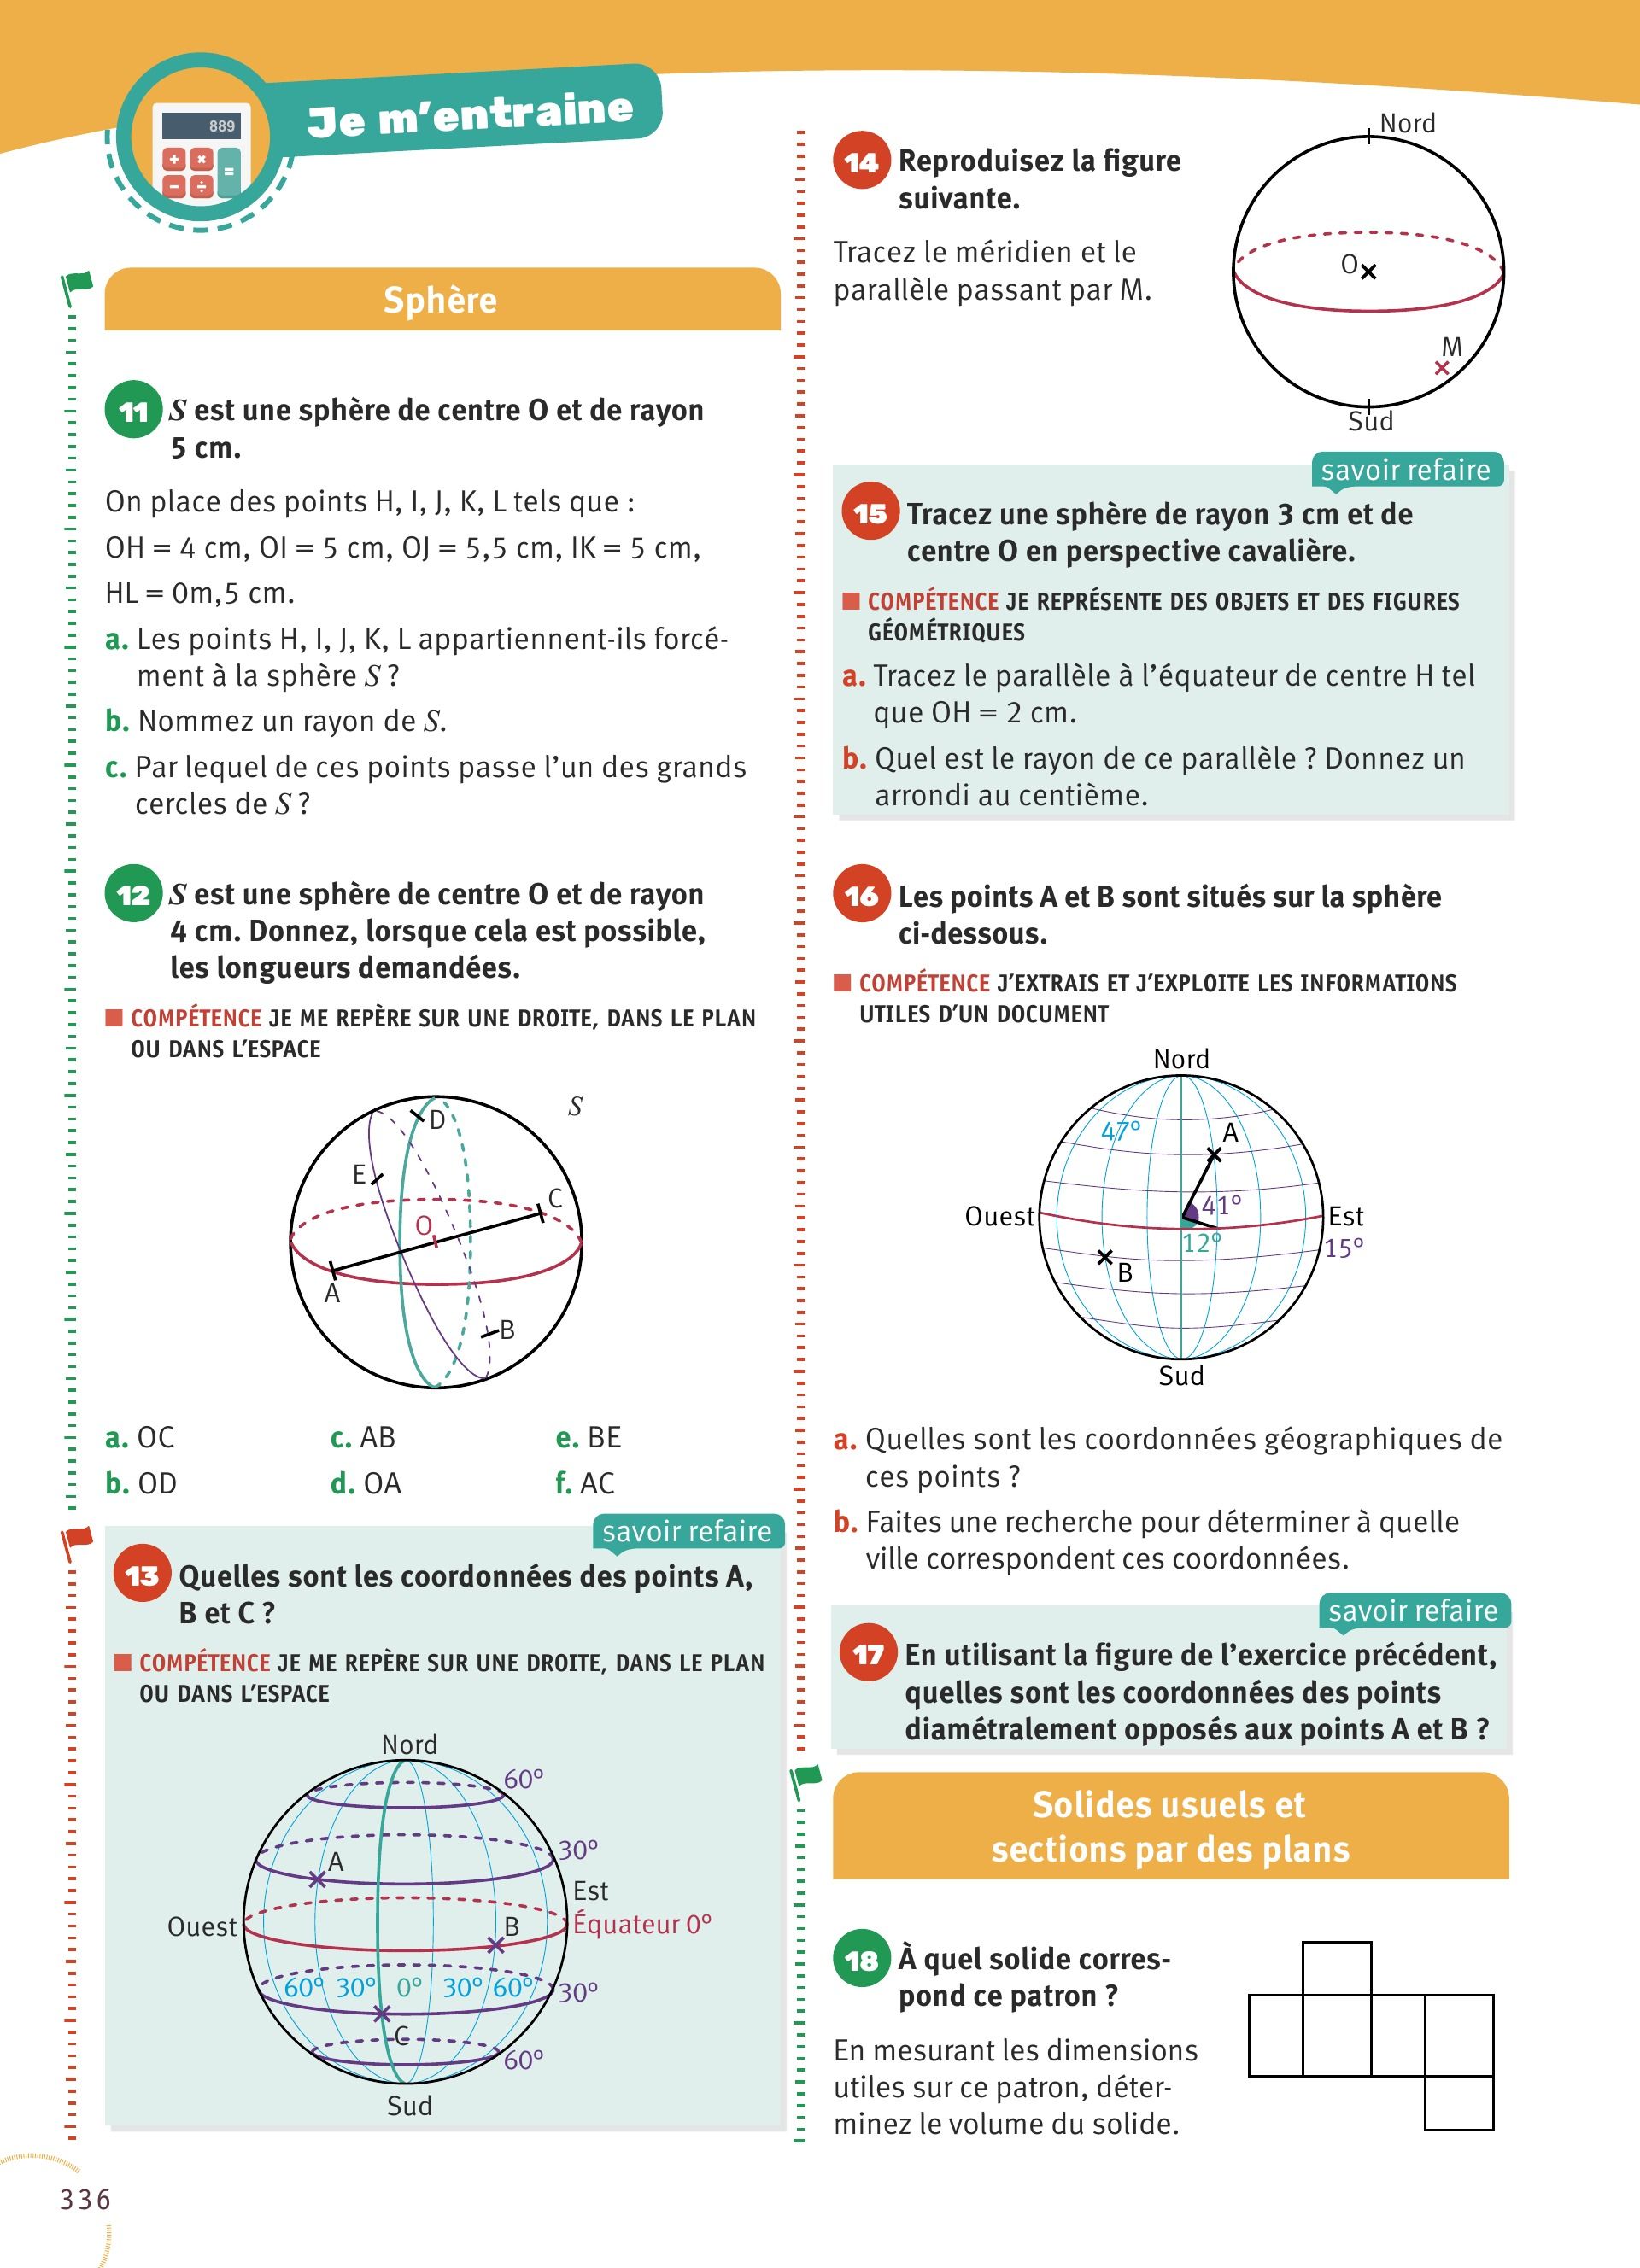 889
Je m'entraine
Sphère
11 S est une sphère de centre O et de rayon
5 cm.
On place des points H, I, J, K, L tels que :
OH = 4 cm, OI = 5 cm, OJ = 5,5 cm, IK = 5 cm,
HL = 0m,5 cm.
a. Les points H, I, J, K, L appartiennent-ils forcé-
ment à la sphère S ?
b. Nommez un rayon de S.
c. Par lequel de ces points passe l'un des grands
cercles de S ?
12 S est une sphère de centre O et de rayon
4 cm. Donnez, lorsque cela est possible,
les longueurs demandées.
COMPÉTENCE JE ME REPÈRE SUR UNE DROITE, DANS LE PLAN
OU DANS L'ESPACE
S
D
E
C
O
A
B
a. OC c. AB e. BE
b. OD d. OA f. AC
savoir refaire
13 Quelles sont les coordonnées des points A,
B et C ?
COMPÉTENCE JE ME REPÈRE SUR UNE DROITE, DANS LE PLAN
OU DANS L'ESPACE
Nord
60°
30°
A
Est
Ouest
B
Équateur 0°
60° 30° 0° 30° 60° 30°
C
60°
Sud
336
14 Reproduisez la figure
suivante.
Tracez le méridien et le
parallèle passant par M.
Nord
O
M
Sud
savoir refaire
15 Tracez une sphère de rayon 3 cm et de
centre O en perspective cavalière.
COMPÉTENCE JE REPRÉSENTE DES OBJETS ET DES FIGURES
GÉOMÉTRIQUES
a. Tracez le parallèle à l'équateur de centre H tel
que OH = 2 cm.
b. Quel est le rayon de ce parallèle ? Donnez un
arrondi au centième.
16 Les points A et B sont situés sur la sphère
ci-dessous.
COMPÉTENCE J'EXTRAIS ET J'EXPLOITE LES INFORMATIONS
UTILES D'UN DOCUMENT
Nord
47°
A
41°
Ouest
Est
12°
15°
B
Sud
a. Quelles sont les coordonnées géographiques de
ces points ?
b. Faites une recherche pour déterminer à quelle
ville correspondent ces coordonnées.
savoir refaire
17 En utilisant la figure de l'exercice précédent,
quelles sont les coordonnées des points
diamétralement opposés aux points A et B ?
Solides usuels et
sections par des plans
18 À quel solide corres-
pond ce patron ?
En mesurant les dimensions
utiles sur ce patron, déter-
minez le volume du solide.